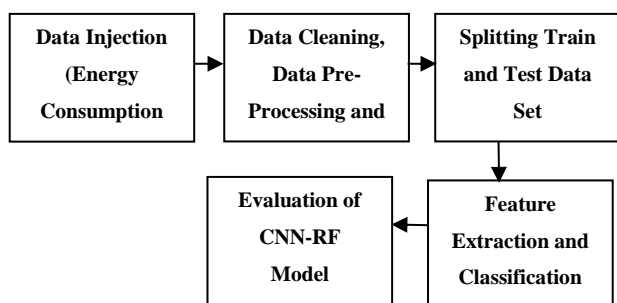 Data Injection
(Energy
Consumption
Data Cleaning,
Data Pre-
Processing and
Splitting Train
and Test Data
Set
Evaluation of
CNN-RF
Model
Feature
Extraction and
Classification